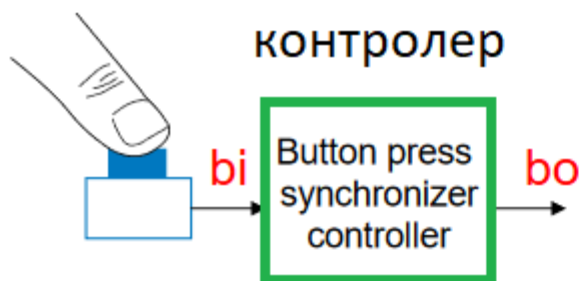 контролер
bi
Button press
synchronizer
controller
bo